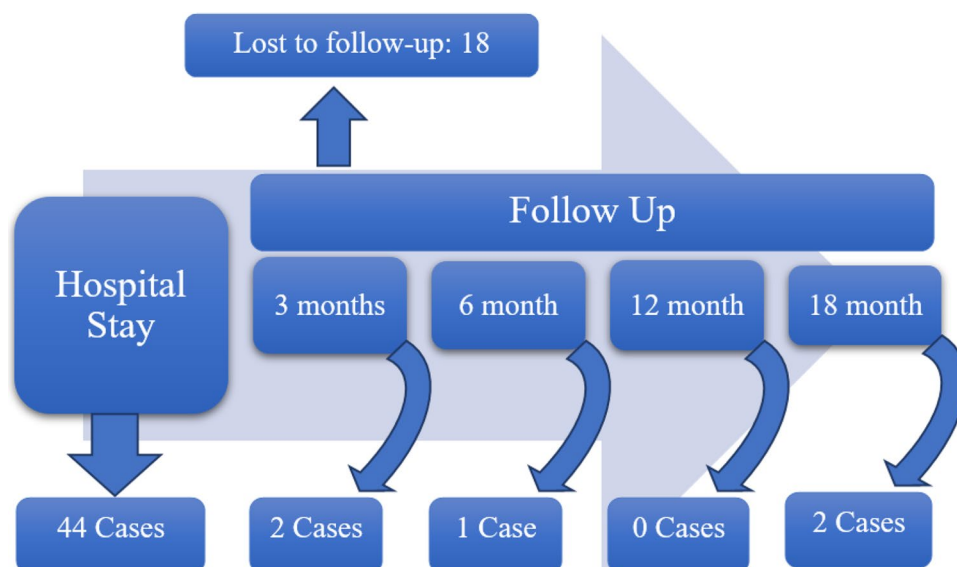 Lost to follow-up: 18
Follow Up
Hospital
Stay
3 months
6 month
12 month
18 month
44 Cases
2 Cases
1 Case
0 Cases
2 Cases